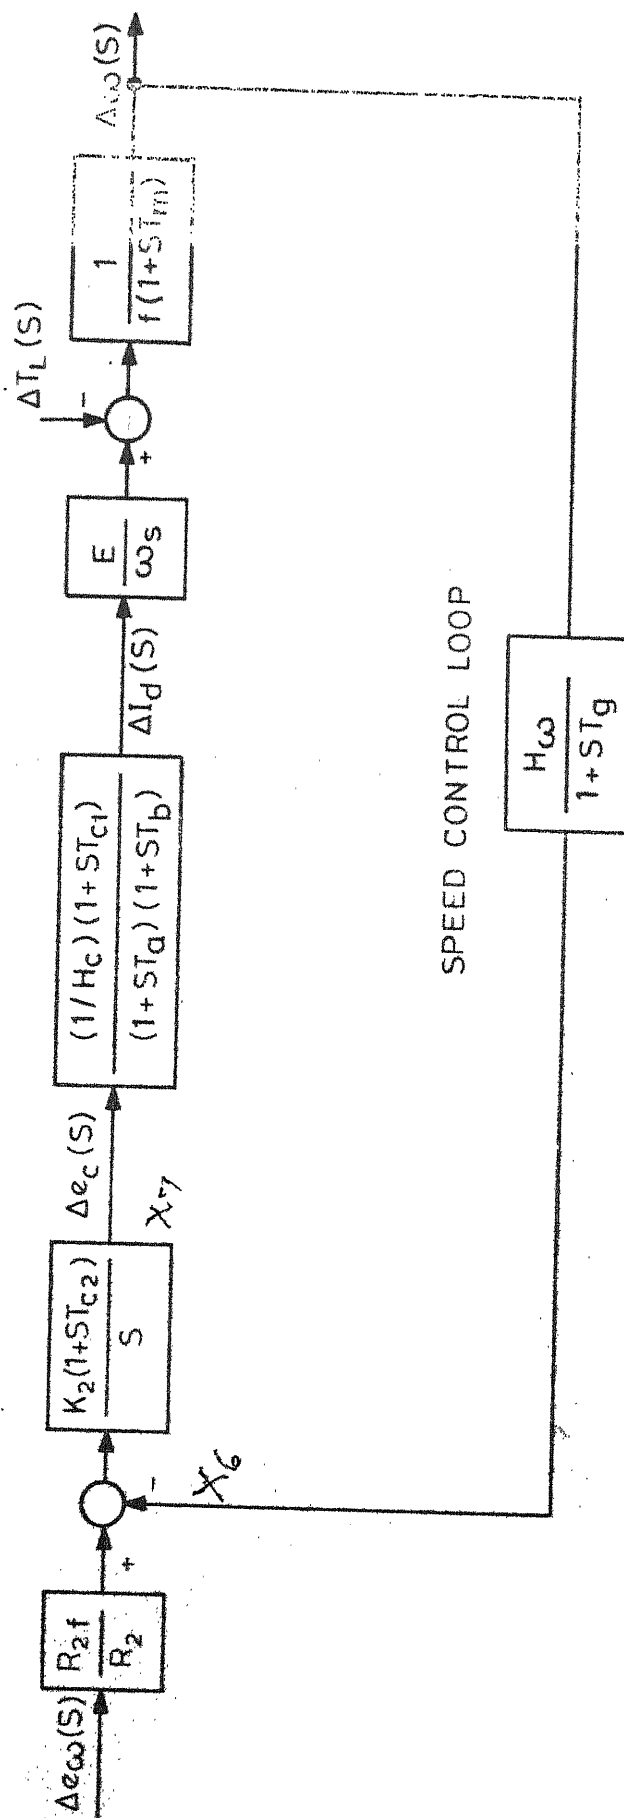 Δeω(S)
R2f
R2
+
-
X6
K2(1+STC2)
S
Δec(S)
X7
(1/Hc)(1+STC1)
(1+STa)(1+STb)
ΔId(S)
E
ωs
+
-
ΔTL(S)
1
f(1+STm)
Δω(S)
SPEED CONTROL LOOP
Hω
1+STg